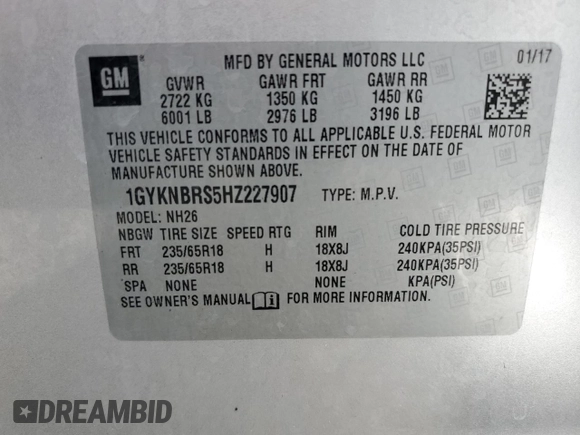 GM
MFD BY GENERAL MOTORS LLC 01/17
GVWR GAWR FRT GAWR RR
2722 KG 1350 KG 1450 KG
6001 LB 2976 LB 3196 LB
THIS VEHICLE CONFORMS TO ALL APPLICABLE U.S. FEDERAL MOTOR
VEHICLE SAFETY STANDARDS IN EFFECT ON THE DATE OF
MANUFACTURE SHOWN ABOVE.
1GYKNBRS5HZ227907 TYPE: M.P.V.
MODEL: NH26
NBGW TIRE SIZE SPEED RTG RIM COLD TIRE PRESSURE
FRT 235/65R18 H 18X8J 240KPA(35PSI)
RR 235/65R18 H 18X8J 240KPA(35PSI)
SPA NONE NONE KPA(PSI)
SEE OWNER'S MANUAL i FOR MORE INFORMATION.
DREAMBID